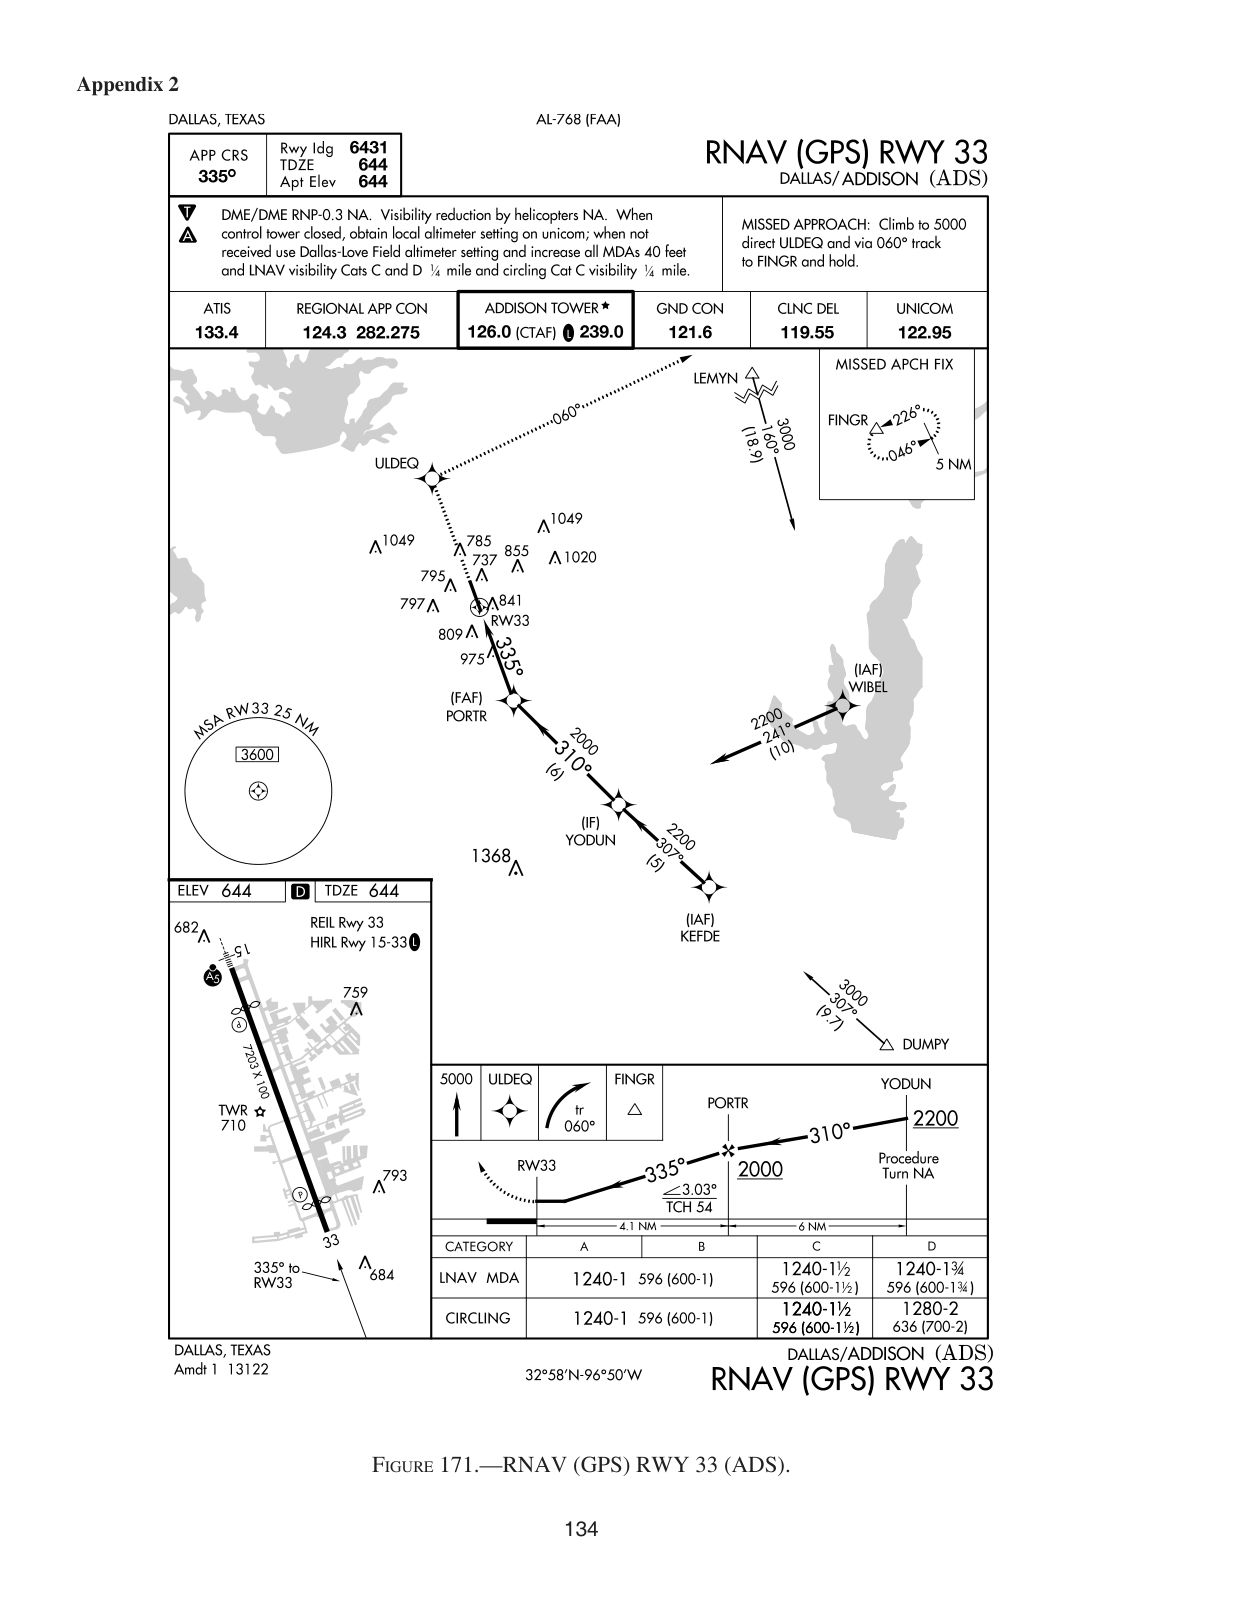 Appendix 2
DALLAS, TEXAS
AL-768 (FAA)
APP CRS
335°
Rwy ldg 6431
TDZE 644
Apt Elev 644
RNAV (GPS) RWY 33
DALLAS/ADDISON (ADS)
T
A
DME/DME RNP-0.3 NA. Visibility reduction by helicopters NA. When
control tower closed, obtain local altimeter setting on unicom; when not
received use Dallas-Love Field altimeter setting and increase all MDAs 40 feet
and LNAV visibility Cats C and D ¼ mile and circling Cat C visibility ¼ mile.
MISSED APPROACH: Climb to 5000
direct ULDEQ and via 060° track
to FINGR and hold.
ATIS
133.4
REGIONAL APP CON
124.3 282.275
ADDISON TOWER★
126.0 (CTAF) L 239.0
GND CON
121.6
CLNC DEL
119.55
UNICOM
122.95
LEMYN
3000
160°
(18.9)
MISSED APCH FIX
FINGR
226°
046°
5 NM
060°
ULDEQ
1049
1049
785
737
855
1020
795
797
841
RW33
809
975
335°
(FAF)
PORTR
(IAF)
WIBEL
2200
241°
(10)
2000
310°
(6)
MSA RW33 25 NM
3600
(IF)
YODUN
2200
307°
(5)
1368
(IAF)
KEFDE
3000
307°
(9.7)
DUMPY
ELEV 644
D
TDZE 644
682
REIL Rwy 33
HIRL Rwy 15-33 L
15
A5
759
P
7203 X 100
TWR
710
793
P
33
684
335° to
RW33
5000
ULDEQ
tr
060°
FINGR
PORTR
YODUN
2200
310°
Procedure
Turn NA
RW33
335°
2000
3.03°
TCH 54
4.1 NM
6 NM
CATEGORY A B C D
LNAV MDA 1240-1 596 (600-1) 1240-1½ 1240-1¾
596 (600-1½) 596 (600-1¾)
CIRCLING 1240-1 596 (600-1) 1240-1½ 1280-2
596 (600-1½) 636 (700-2)
DALLAS, TEXAS
Amdt 1 13122
32°58'N-96°50'W
DALLAS/ADDISON (ADS)
RNAV (GPS) RWY 33
FIGURE 171.—RNAV (GPS) RWY 33 (ADS).
134